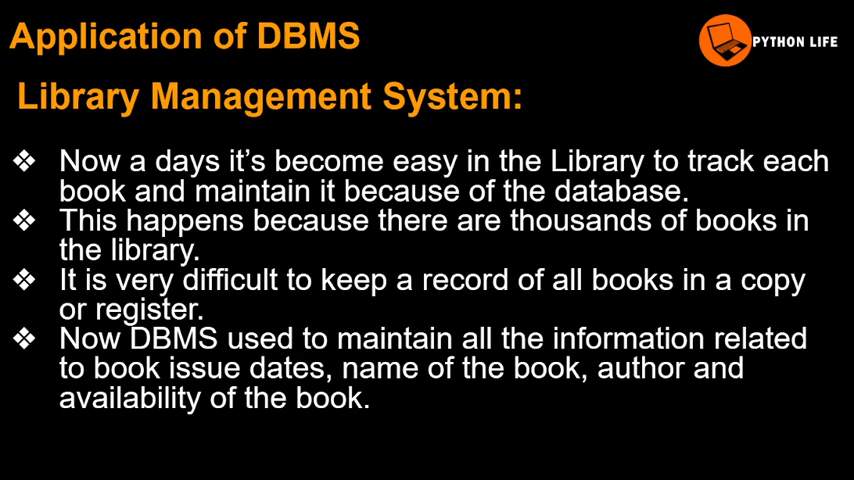 Application of DBMS
PYTHON LIFE
Library Management System:
❖ Now a days it's become easy in the Library to track each
book and maintain it because of the database.
❖ This happens because there are thousands of books in
the library.
❖ It is very difficult to keep a record of all books in a copy
or register.
❖ Now DBMS used to maintain all the information related
to book issue dates, name of the book, author and
availability of the book.